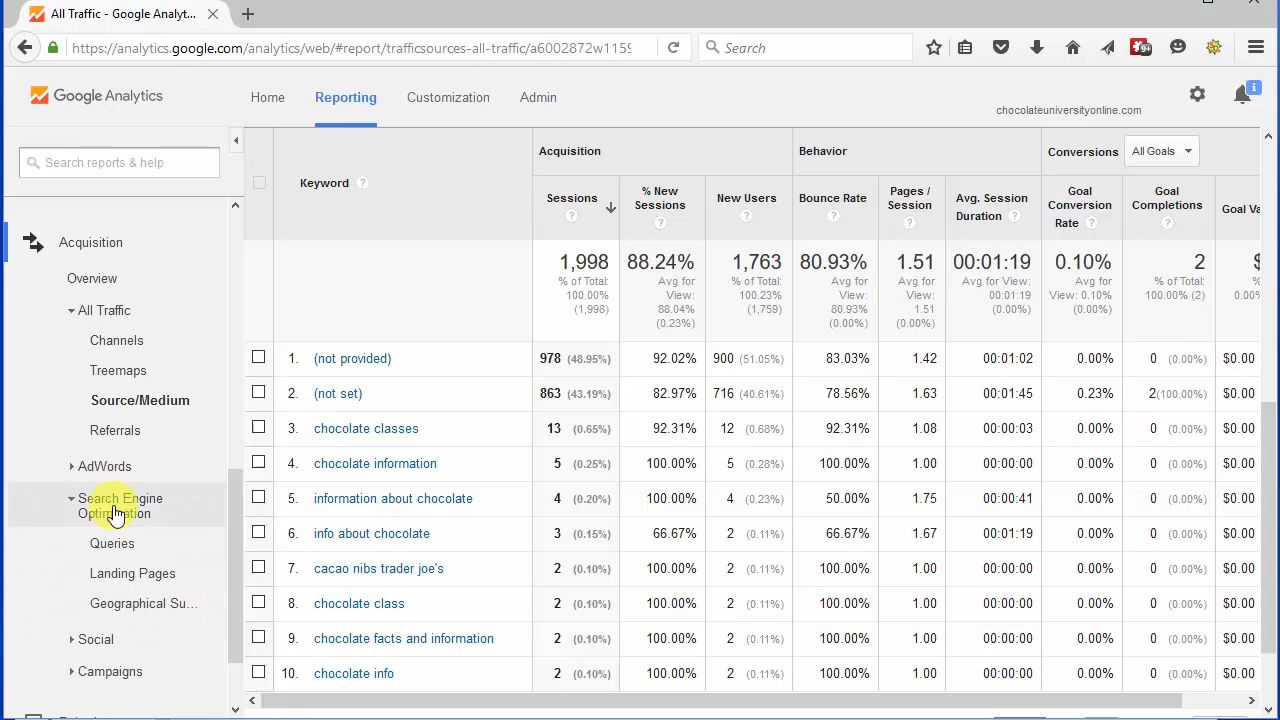 All Traffic - Google Analyt...
https://analytics.google.com/analytics/web/#report/trafficsources-all-traffic/a6002872w1159
Search
Google Analytics
Home
Reporting
Customization
Admin
chocolateuniversityonline.com
Search reports & help
Acquisition
Overview
All Traffic
Channels
Treemaps
Source/Medium
Referrals
AdWords
Search Engine
Optimization
Queries
Landing Pages
Geographical Su...
Social
Campaigns
Keyword
Acquisition
Behavior
Conversions All Goals
Sessions
% New
Sessions
New Users
Bounce Rate
Pages /
Session
Avg. Session
Duration
Goal
Conversion
Rate
Goal
Completions
Goal Va
1,998
% of Total:
100.00%
(1,998)
88.24%
Avg for
View:
88.04%
(0.23%)
1,763
% of Total:
100.23%
(1,759)
80.93%
Avg for
View:
80.93%
(0.00%)
1.51
Avg for
View:
1.51
(0.00%)
00:01:19
Avg for View:
00:01:19
(0.00%)
0.10%
Avg for
View: 0.10%
(0.00%)
2
% of Total:
100.00% (2)
$
%
0.00%
1. (not provided) 978 (48.95%) 92.02% 900 (51.05%) 83.03% 1.42 00:01:02 0.00% 0 (0.00%) $0.00
2. (not set) 863 (43.19%) 82.97% 716 (40.61%) 78.56% 1.63 00:01:45 0.23% 2(100.00%) $0.00
3. chocolate classes 13 (0.65%) 92.31% 12 (0.68%) 92.31% 1.08 00:00:03 0.00% 0 (0.00%) $0.00
4. chocolate information 5 (0.25%) 100.00% 5 (0.28%) 100.00% 1.00 00:00:00 0.00% 0 (0.00%) $0.00
5. information about chocolate 4 (0.20%) 100.00% 4 (0.23%) 50.00% 1.75 00:00:41 0.00% 0 (0.00%) $0.00
6. info about chocolate 3 (0.15%) 66.67% 2 (0.11%) 66.67% 1.67 00:01:19 0.00% 0 (0.00%) $0.00
7. cacao nibs trader joe's 2 (0.10%) 100.00% 2 (0.11%) 100.00% 1.00 00:00:00 0.00% 0 (0.00%) $0.00
8. chocolate class 2 (0.10%) 100.00% 2 (0.11%) 100.00% 1.00 00:00:00 0.00% 0 (0.00%) $0.00
9. chocolate facts and information 2 (0.10%) 100.00% 2 (0.11%) 100.00% 1.00 00:00:00 0.00% 0 (0.00%) $0.00
10. chocolate info 2 (0.10%) 100.00% 2 (0.11%) 100.00% 1.00 00:00:00 0.00% 0 (0.00%) $0.00